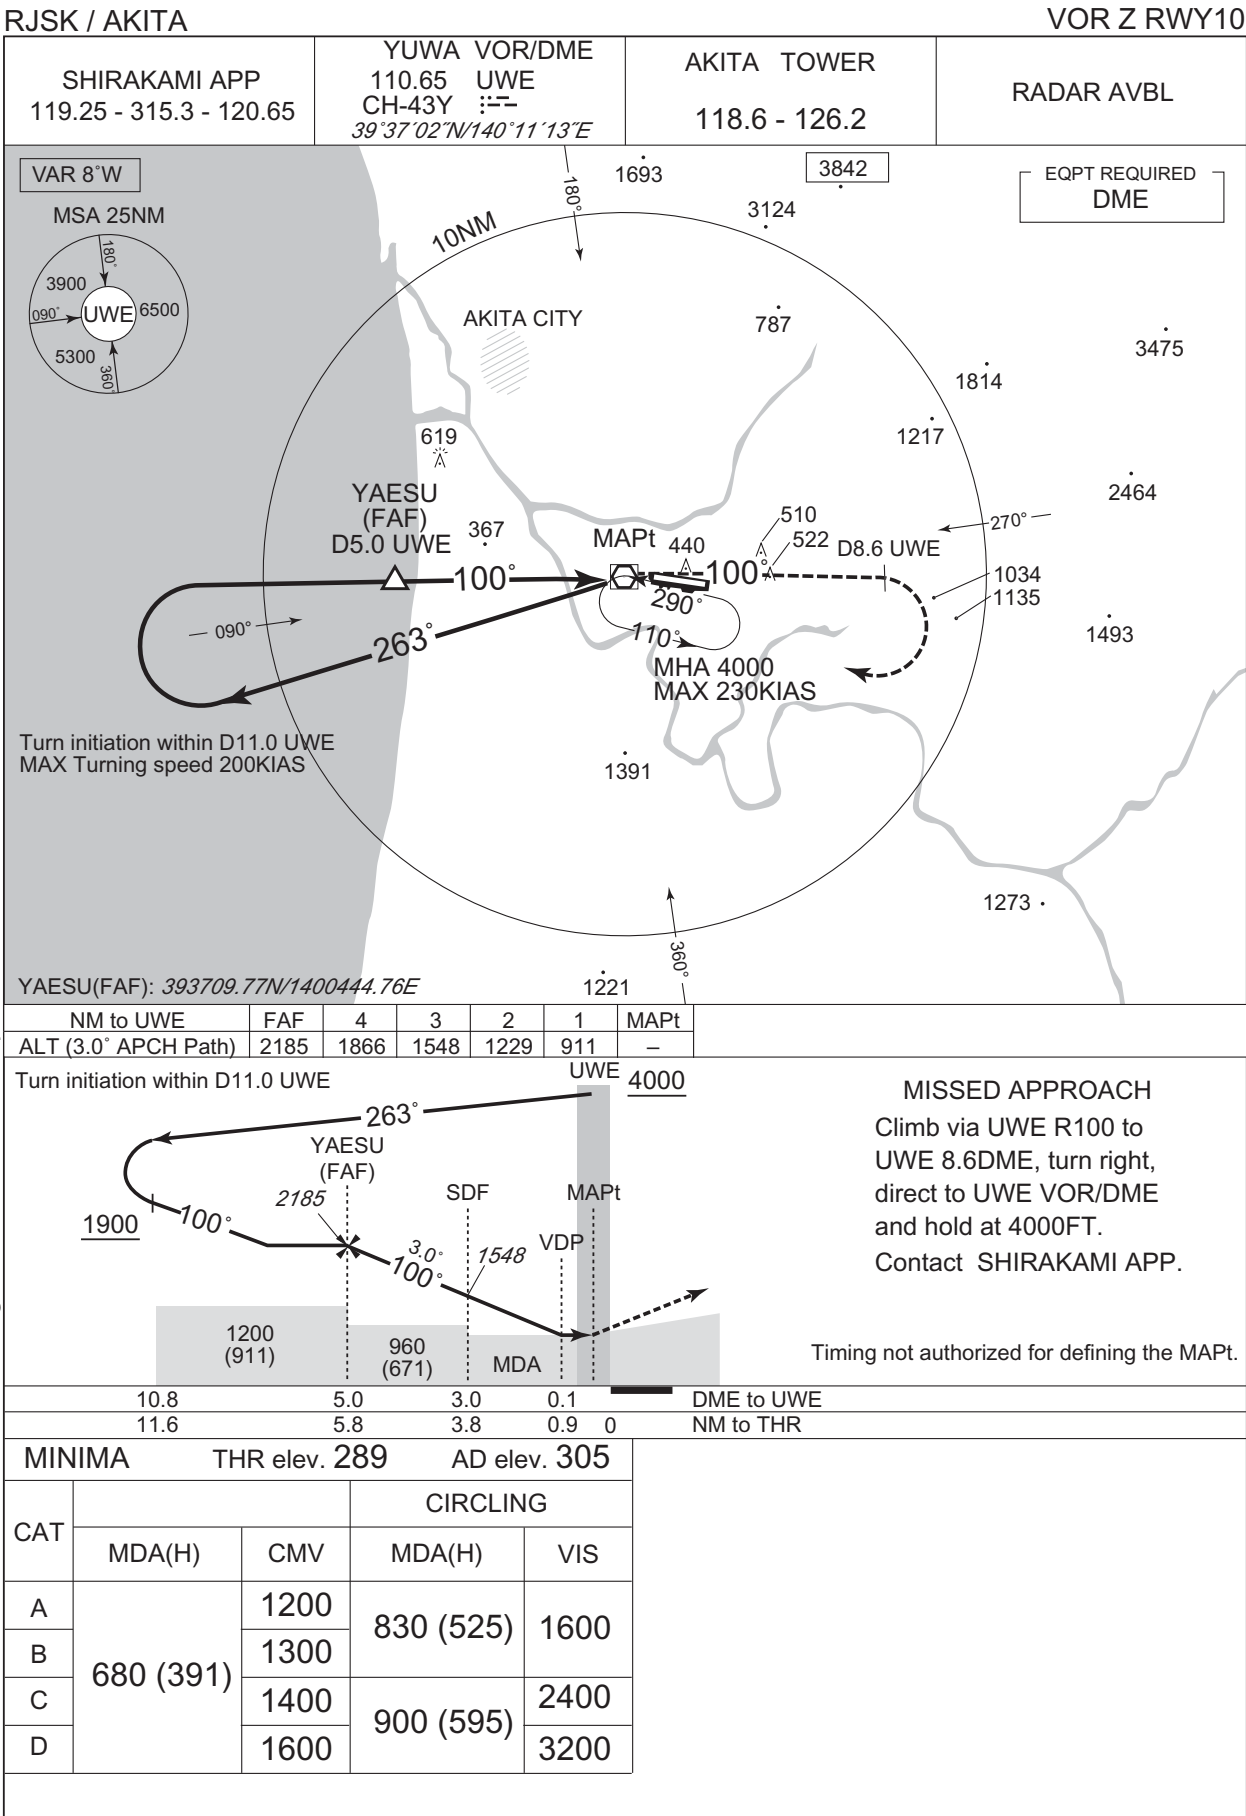 RJSK / AKITA
VOR Z RWY10
SHIRAKAMI APP
119.25 - 315.3 - 120.65
YUWA VOR/DME
110.65 UWE
CH-43Y
39°37′02″N/140°11′13″E
AKITA TOWER
118.6 - 126.2
RADAR AVBL
VAR 8°W
MSA 25NM
180°
3900
090°
UWE
6500
5300
360°
180°
1693
3842
EQPT REQUIRED
DME
3124
10NM
AKITA CITY
787
3475
1814
1217
619
2464
YAESU
(FAF)
D5.0 UWE
367
510
270°
MAPt
440
522
D8.6 UWE
100°
100°
1034
1135
290°
090°
263°
110°
1493
MHA 4000
MAX 230KIAS
Turn initiation within D11.0 UWE
MAX Turning speed 200KIAS
1391
1273
360°
YAESU(FAF): 393709.77N/1400444.76E
1221
NM to UWE FAF 4 3 2 1 MAPt
ALT (3.0° APCH Path) 2185 1866 1548 1229 911 –
Turn initiation within D11.0 UWE
UWE
4000
263°
YAESU
(FAF)
2185
SDF
MAPt
1900
100°
VDP
3.0°
100°
1548
1200
(911)
960
(671)
MDA
MISSED APPROACH
Climb via UWE R100 to
UWE 8.6DME, turn right,
direct to UWE VOR/DME
and hold at 4000FT.
Contact SHIRAKAMI APP.
Timing not authorized for defining the MAPt.
10.8 5.0 3.0 0.1 DME to UWE
11.6 5.8 3.8 0.9 0 NM to THR
MINIMA THR elev. 289 AD elev. 305
CAT
CIRCLING
MDA(H) CMV MDA(H) VIS
A 1200
830 (525) 1600
B 1300
680 (391)
C 1400 2400
900 (595)
D 1600 3200